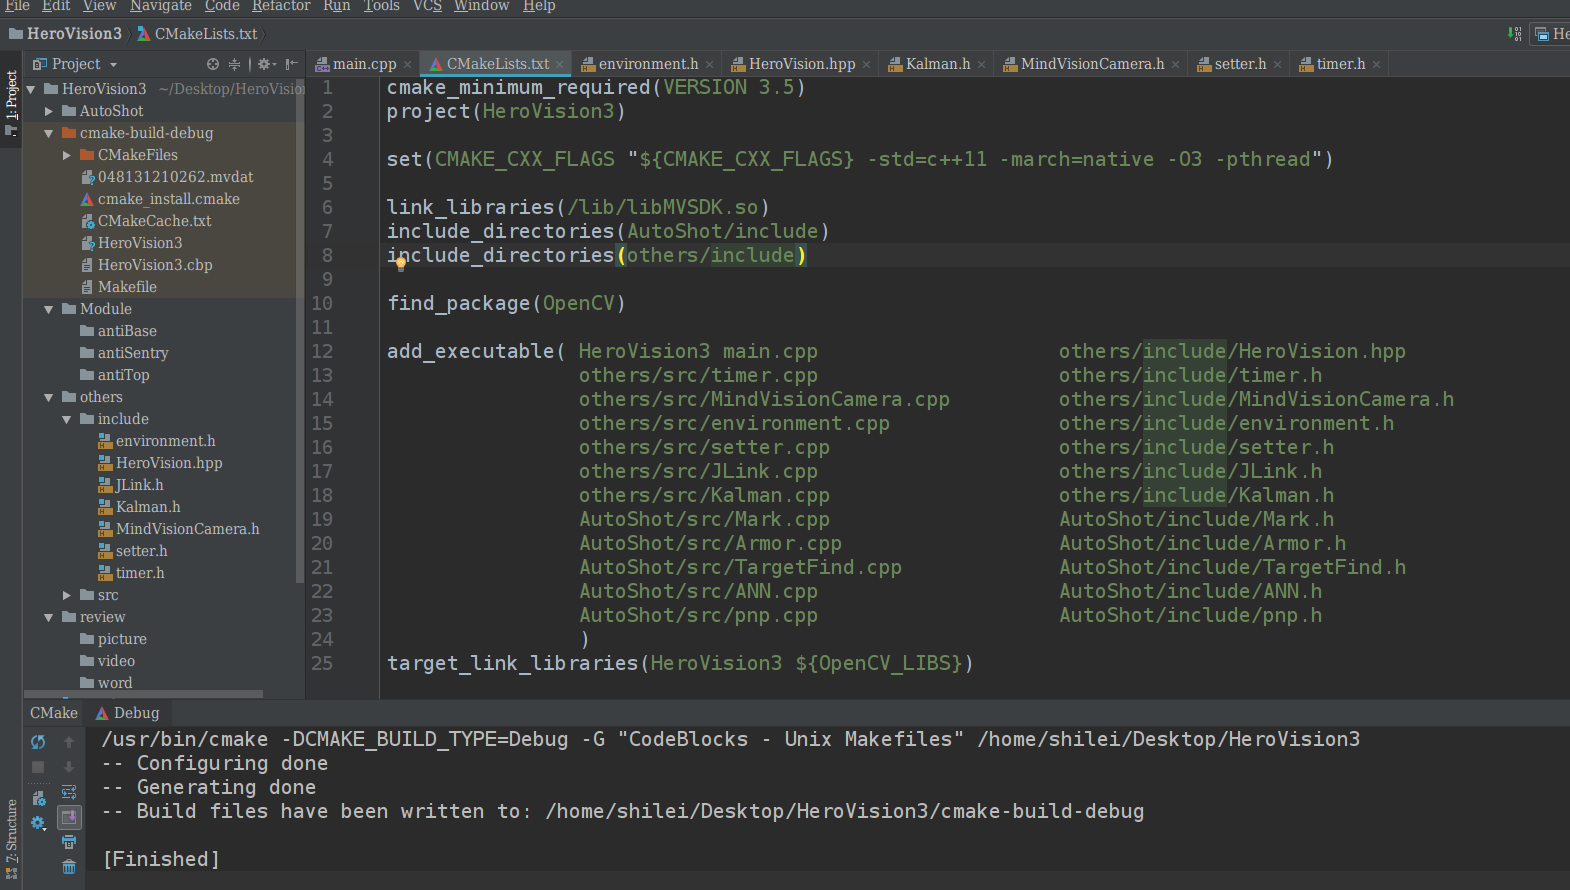 File Edit View Navigate Code Refactor Run Tools VCS Window Help
HeroVision3 CMakeLists.txt
1: Project
7: Structure
Project
HeroVision3 ~/Desktop/HeroVision
AutoShot
cmake-build-debug
CMakeFiles
048131210262.mvdat
cmake_install.cmake
CMakeCache.txt
HeroVision3
HeroVision3.cbp
Makefile
Module
antiBase
antiSentry
antiTop
others
include
environment.h
HeroVision.hpp
JLink.h
Kalman.h
MindVisionCamera.h
setter.h
timer.h
src
review
picture
video
word
main.cpp CMakeLists.txt environment.h HeroVision.hpp Kalman.h MindVisionCamera.h setter.h timer.h
1 cmake_minimum_required(VERSION 3.5)
2 project(HeroVision3)
3
4 set(CMAKE_CXX_FLAGS "${CMAKE_CXX_FLAGS} -std=c++11 -march=native -O3 -pthread")
5
6 link_libraries(/lib/libMVSDK.so)
7 include_directories(AutoShot/include)
8 include_directories(others/include)
9
10 find_package(OpenCV)
11
12 add_executable( HeroVision3 main.cpp others/include/HeroVision.hpp
13 others/src/timer.cpp others/include/timer.h
14 others/src/MindVisionCamera.cpp others/include/MindVisionCamera.h
15 others/src/environment.cpp others/include/environment.h
16 others/src/setter.cpp others/include/setter.h
17 others/src/JLink.cpp others/include/JLink.h
18 others/src/Kalman.cpp others/include/Kalman.h
19 AutoShot/src/Mark.cpp AutoShot/include/Mark.h
20 AutoShot/src/Armor.cpp AutoShot/include/Armor.h
21 AutoShot/src/TargetFind.cpp AutoShot/include/TargetFind.h
22 AutoShot/src/ANN.cpp AutoShot/include/ANN.h
23 AutoShot/src/pnp.cpp AutoShot/include/pnp.h
24 )
25 target_link_libraries(HeroVision3 ${OpenCV_LIBS})
CMake Debug
/usr/bin/cmake -DCMAKE_BUILD_TYPE=Debug -G "CodeBlocks - Unix Makefiles" /home/shilei/Desktop/HeroVision3
-- Configuring done
-- Generating done
-- Build files have been written to: /home/shilei/Desktop/HeroVision3/cmake-build-debug
[Finished]